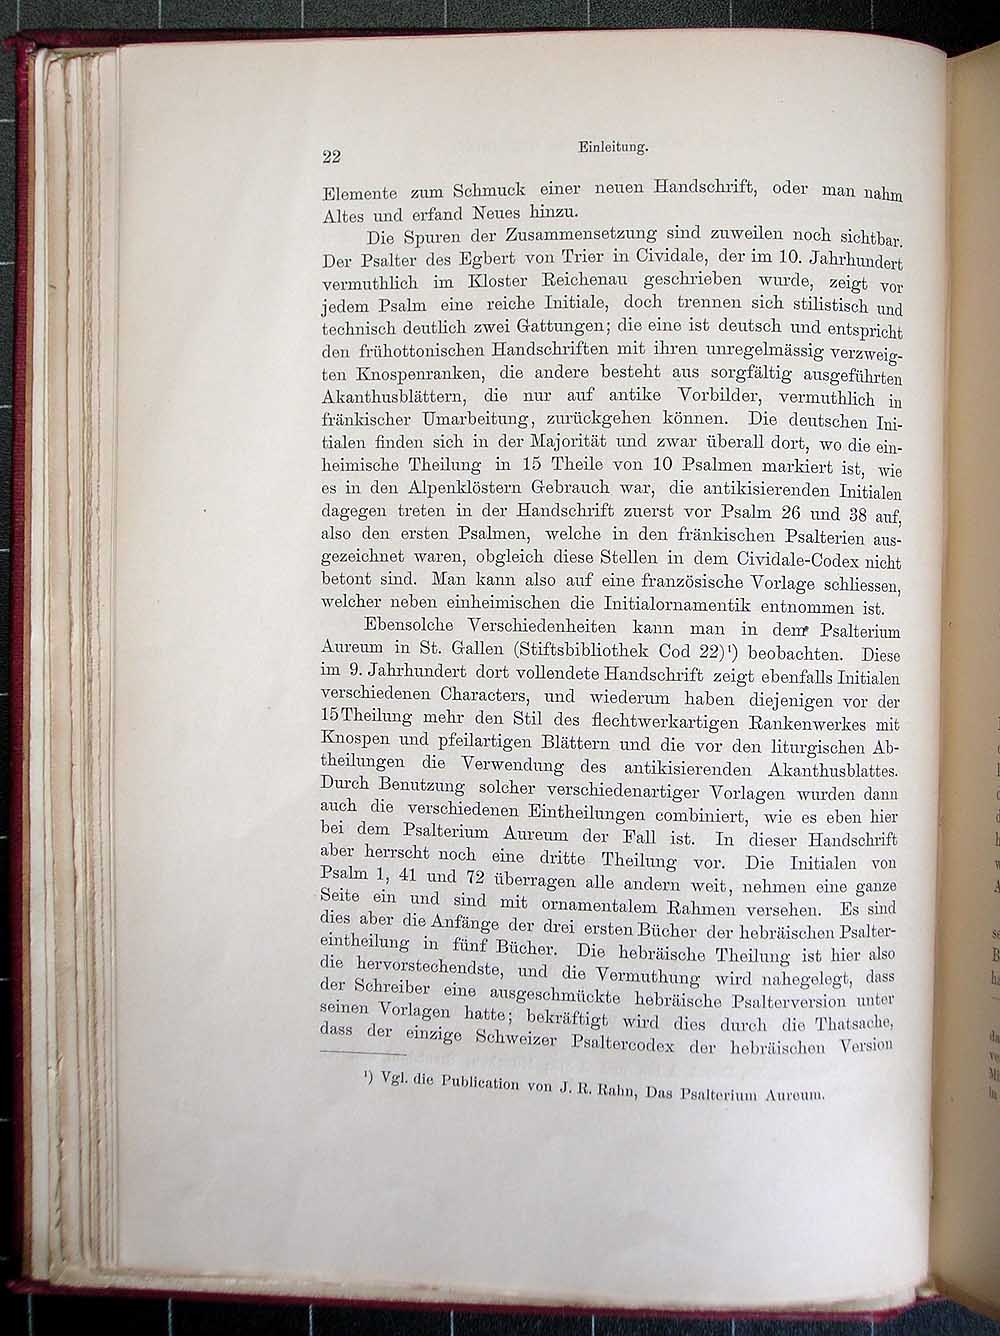 22
Einleitung.
Elemente zum Schmuck einer neuen Handschrift, oder man nahm
Altes und erfand Neues hinzu.
Die Spuren der Zusammensetzung sind zuweilen noch sichtbar.
Der Psalter des Egbert von Trier in Cividale, der im 10. Jahrhundert
vermuthlich im Kloster Reichenau geschrieben wurde, zeigt vor
jedem Psalm eine reiche Initiale, doch trennen sich stilistisch und
technisch deutlich zwei Gattungen; die eine ist deutsch und entspricht
den frühottonischen Handschriften mit ihren unregelmässig verzweig-
ten Knospenranken, die andere besteht aus sorgfältig ausgeführten
Akanthusblättern, die nur auf antike Vorbilder, vermuthlich in
fränkischer Umarbeitung, zurückgehen können. Die deutschen Ini-
tialen finden sich in der Majorität und zwar überall dort, wo die ein-
heimische Theilung in 15 Theile von 10 Psalmen markiert ist, wie
es in den Alpenklöstern Gebrauch war, die antikisierenden Initialen
dagegen treten in der Handschrift zuerst vor Psalm 26 und 38 auf,
also den ersten Psalmen, welche in den fränkischen Psalterien aus-
gezeichnet waren, obgleich diese Stellen in dem Cividale-Codex nicht
betont sind. Man kann also auf eine französische Vorlage schliessen,
welcher neben einheimischen die Initialornamentik entnommen ist.
Ebensolche Verschiedenheiten kann man in dem Psalterium
Aureum in St. Gallen (Stiftsbibliothek Cod 22)¹) beobachten. Diese
im 9. Jahrhundert dort vollendete Handschrift zeigt ebenfalls Initialen
verschiedenen Characters, und wiederum haben diejenigen vor der
15Theilung mehr den Stil des flechtwerkartigen Rankenwerkes mit
Knospen und pfeilartigen Blättern und die vor den liturgischen Ab-
theilungen die Verwendung des antikisierenden Akanthusblattes.
Durch Benutzung solcher verschiedenartiger Vorlagen wurden dann
auch die verschiedenen Eintheilungen combiniert, wie es eben hier
bei dem Psalterium Aureum der Fall ist. In dieser Handschrift
aber herrscht noch eine dritte Theilung vor. Die Initialen von
Psalm 1, 41 und 72 überragen alle andern weit, nehmen eine ganze
Seite ein und sind mit ornamentalem Rahmen versehen. Es sind
dies aber die Anfänge der drei ersten Bücher der hebräischen Psalter-
eintheilung in fünf Bücher. Die hebräische Theilung ist hier also
die hervorstechendste, und die Vermuthung wird nahegelegt, dass
der Schreiber eine ausgeschmückte hebräische Psalterversion unter
seinen Vorlagen hatte; bekräftigt wird dies durch die Thatsache,
dass der einzige Schweizer Psaltercodex der hebräischen Version
¹) Vgl. die Publication von J. R. Rahn, Das Psalterium Aureum.